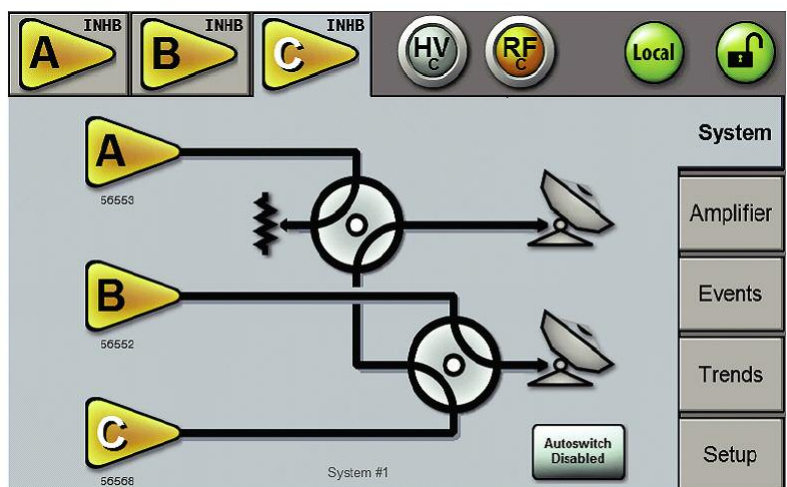 A INHB
B INHB
C INHB
HV
C
RF
C
Local
System
A
56553
Amplifier
B
56552
Events
Trends
C
56568
System #1
Autoswitch
Disabled
Setup